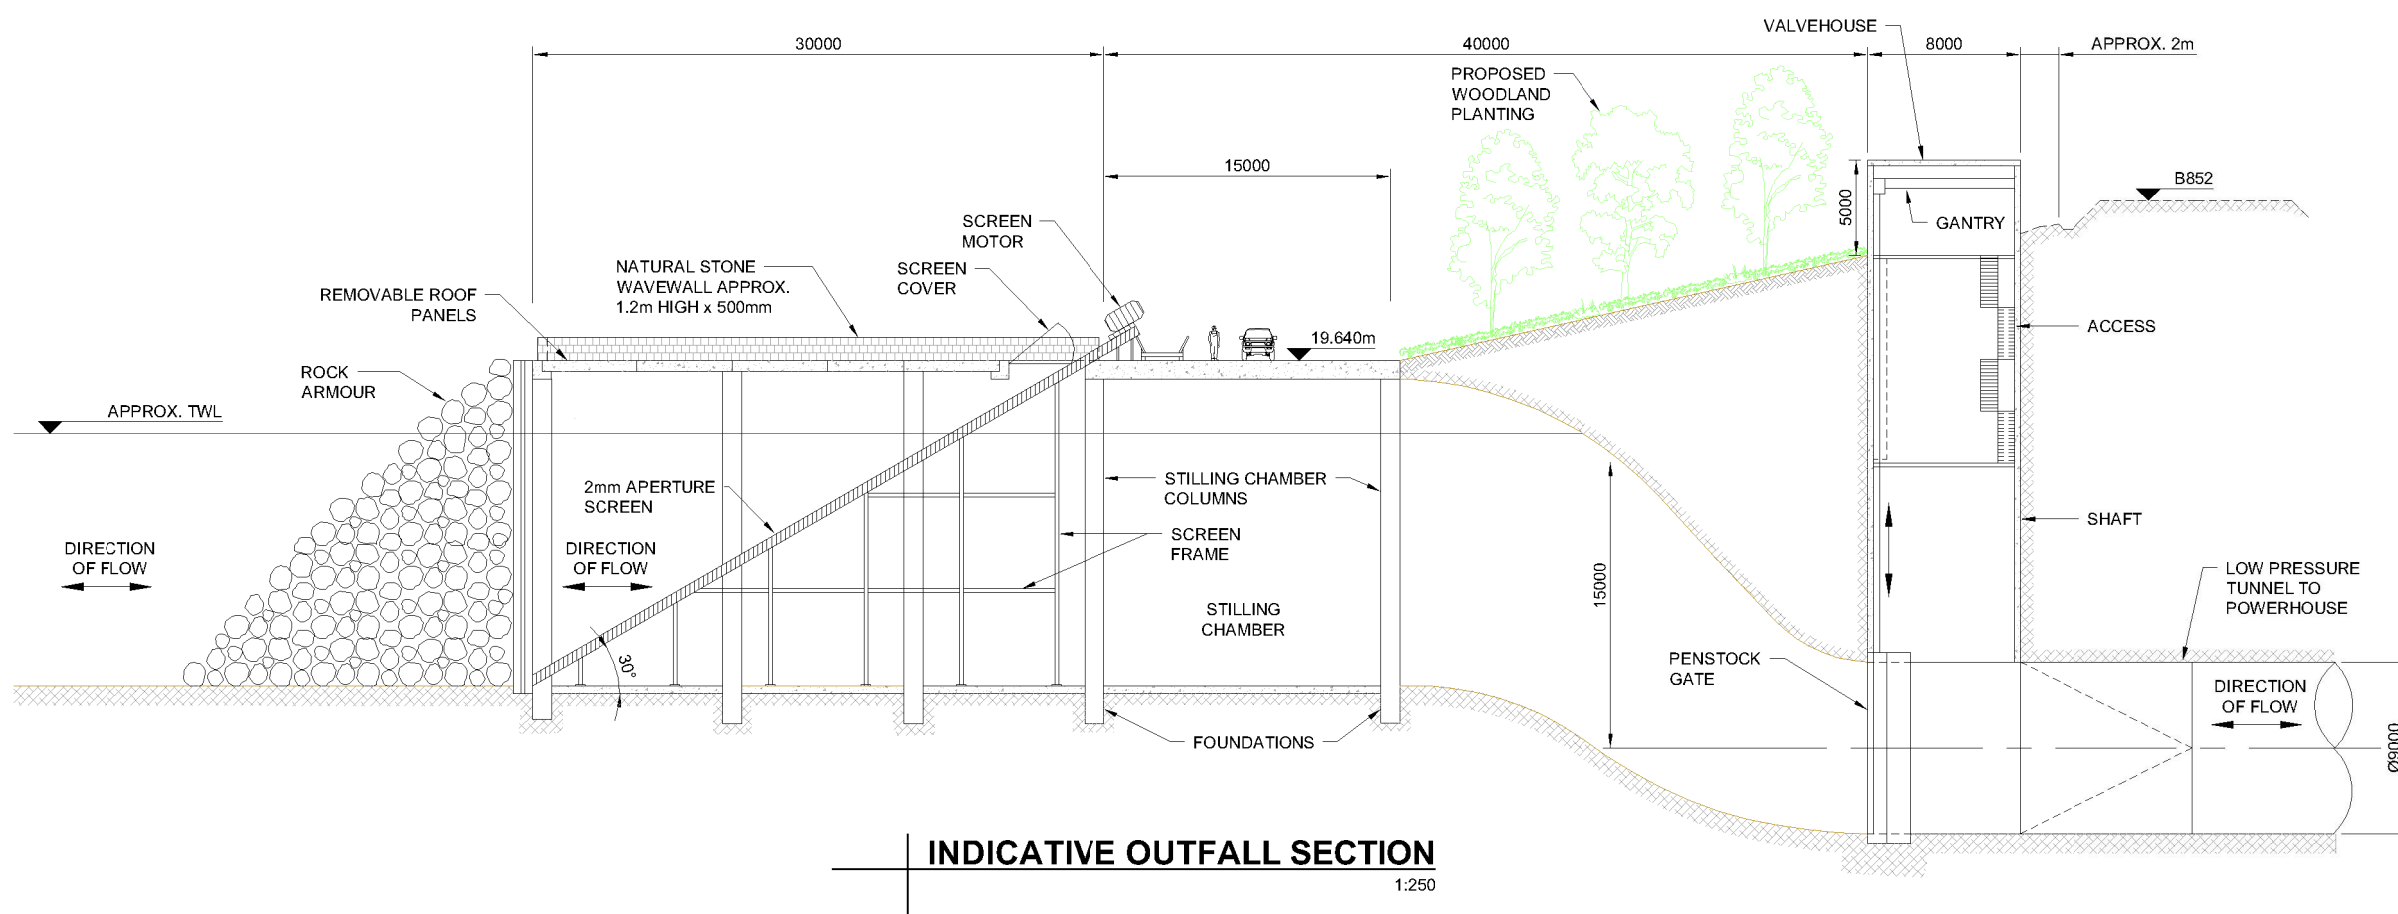 VALVEHOUSE
30000
40000
8000
APPROX. 2m
PROPOSED
WOODLAND
PLANTING
15000
B852
5000
GANTRY
SCREEN
MOTOR
NATURAL STONE
WAVEWALL APPROX.
1.2m HIGH x 500mm
SCREEN
COVER
REMOVABLE ROOF
PANELS
19.640m
ACCESS
ROCK
ARMOUR
APPROX. TWL
2mm APERTURE
SCREEN
STILLING CHAMBER
COLUMNS
SHAFT
SCREEN
FRAME
DIRECTION
OF FLOW
DIRECTION
OF FLOW
15000
LOW PRESSURE
TUNNEL TO
POWERHOUSE
STILLING
CHAMBER
30°
PENSTOCK
GATE
DIRECTION
OF FLOW
FOUNDATIONS
Ø9000
INDICATIVE OUTFALL SECTION
1:250